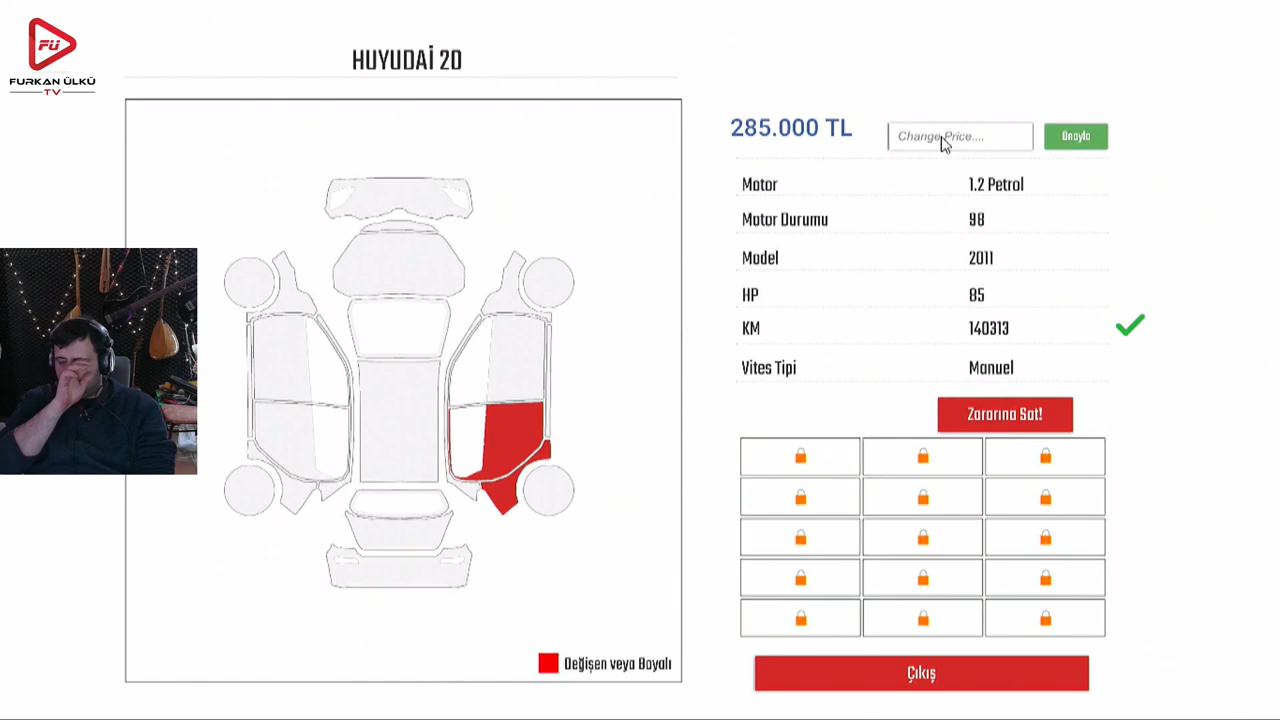 FU
FURKAN ÜLKÜ
TV
HUYUDAİ 20
285.000 TL
Change Price....
Onayla
Motor 1.2 Petrol
Motor Durumu 98
Model 2011
HP 85
KM 140313
Vites Tipi Manuel
Zararına Sat!
Değişen veya Boyalı
Çıkış